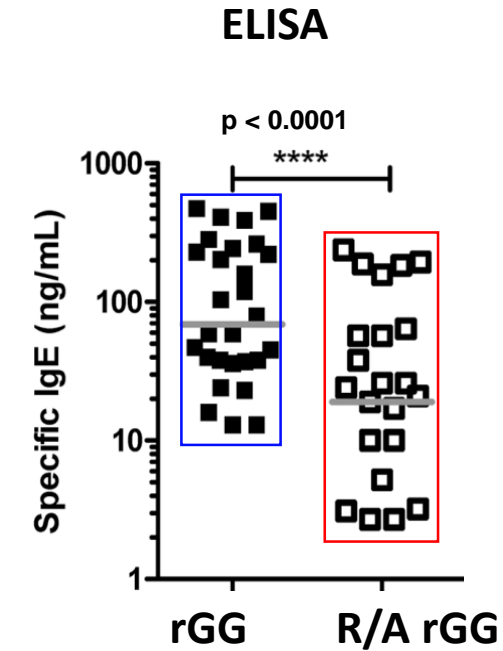 ELISA
p < 0.0001
****
1000
100
10
1
Specific IgE (ng/mL)
rGG
R/A rGG